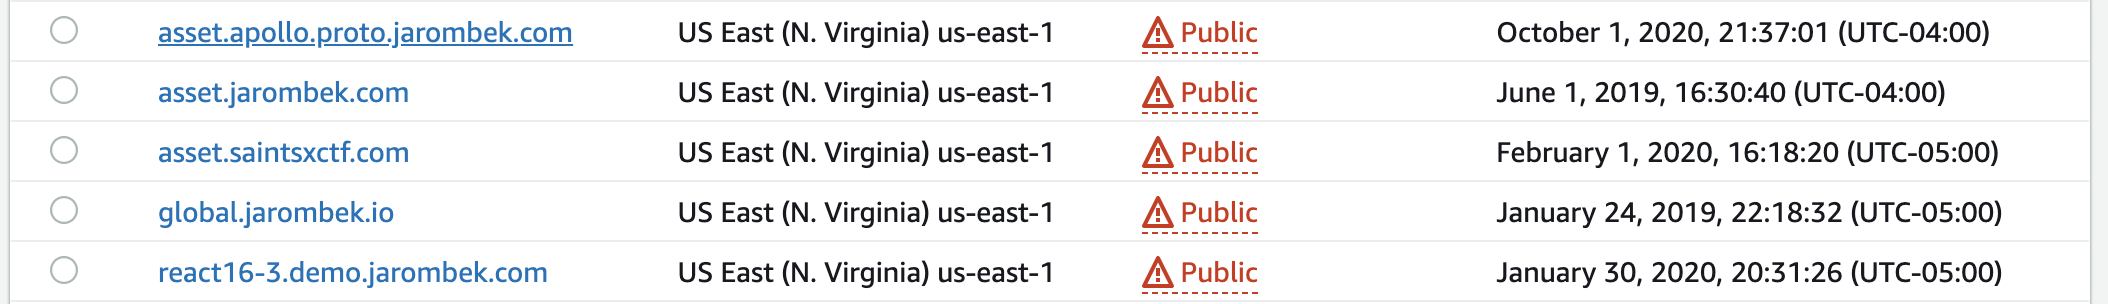 asset.apollo.proto.jarombek.com US East (N. Virginia) us-east-1 Public October 1, 2020, 21:37:01 (UTC-04:00)
asset.jarombek.com US East (N. Virginia) us-east-1 Public June 1, 2019, 16:30:40 (UTC-04:00)
asset.saintsxctf.com US East (N. Virginia) us-east-1 Public February 1, 2020, 16:18:20 (UTC-05:00)
global.jarombek.io US East (N. Virginia) us-east-1 Public January 24, 2019, 22:18:32 (UTC-05:00)
react16-3.demo.jarombek.com US East (N. Virginia) us-east-1 Public January 30, 2020, 20:31:26 (UTC-05:00)